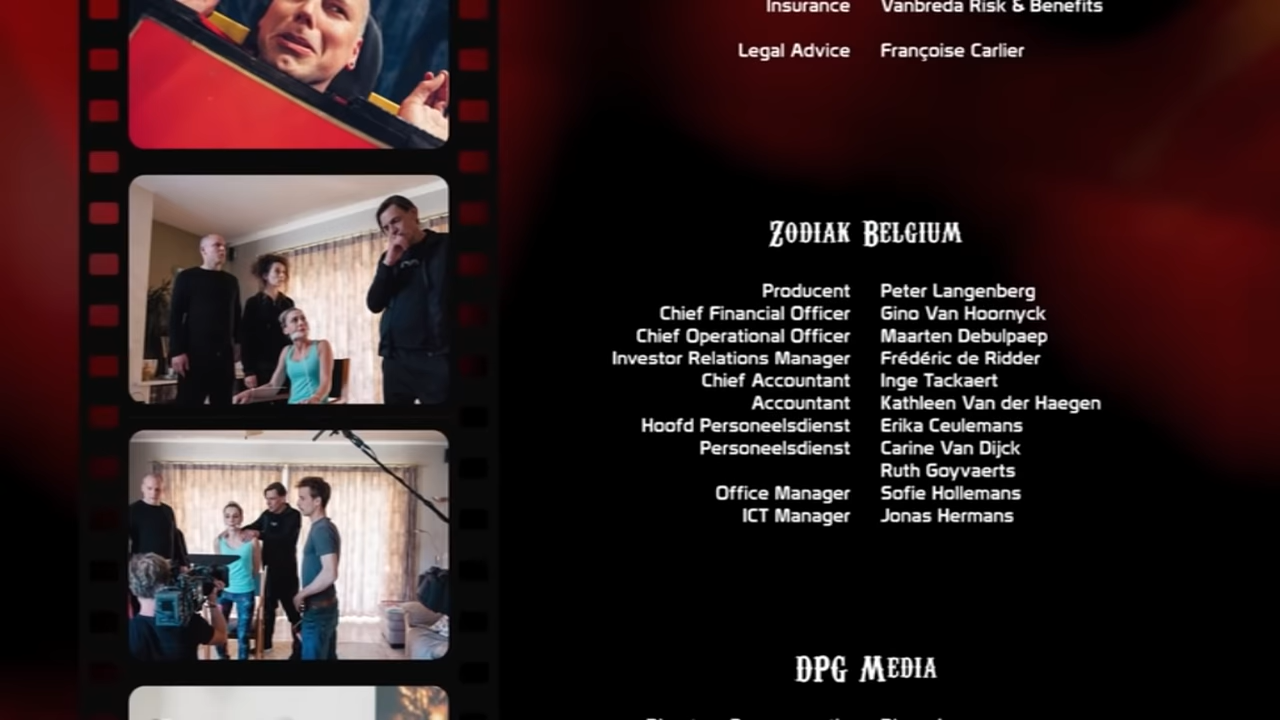 Insurance Vanbreda Risk & Benefits
Legal Advice Françoise Carlier
Zodiak Belgium
Producent Peter Langenberg
Chief Financial Officer Gino Van Hoornyck
Chief Operational Officer Maarten Debulpaep
Investor Relations Manager Frédéric de Ridder
Chief Accountant Inge Tackaert
Accountant Kathleen Van der Haegen
Hoofd Personeelsdienst Erika Ceulemans
Personeelsdienst Carine Van Dijck
Ruth Goyvaerts
Office Manager Sofie Hollemans
ICT Manager Jonas Hermans
DPG Media